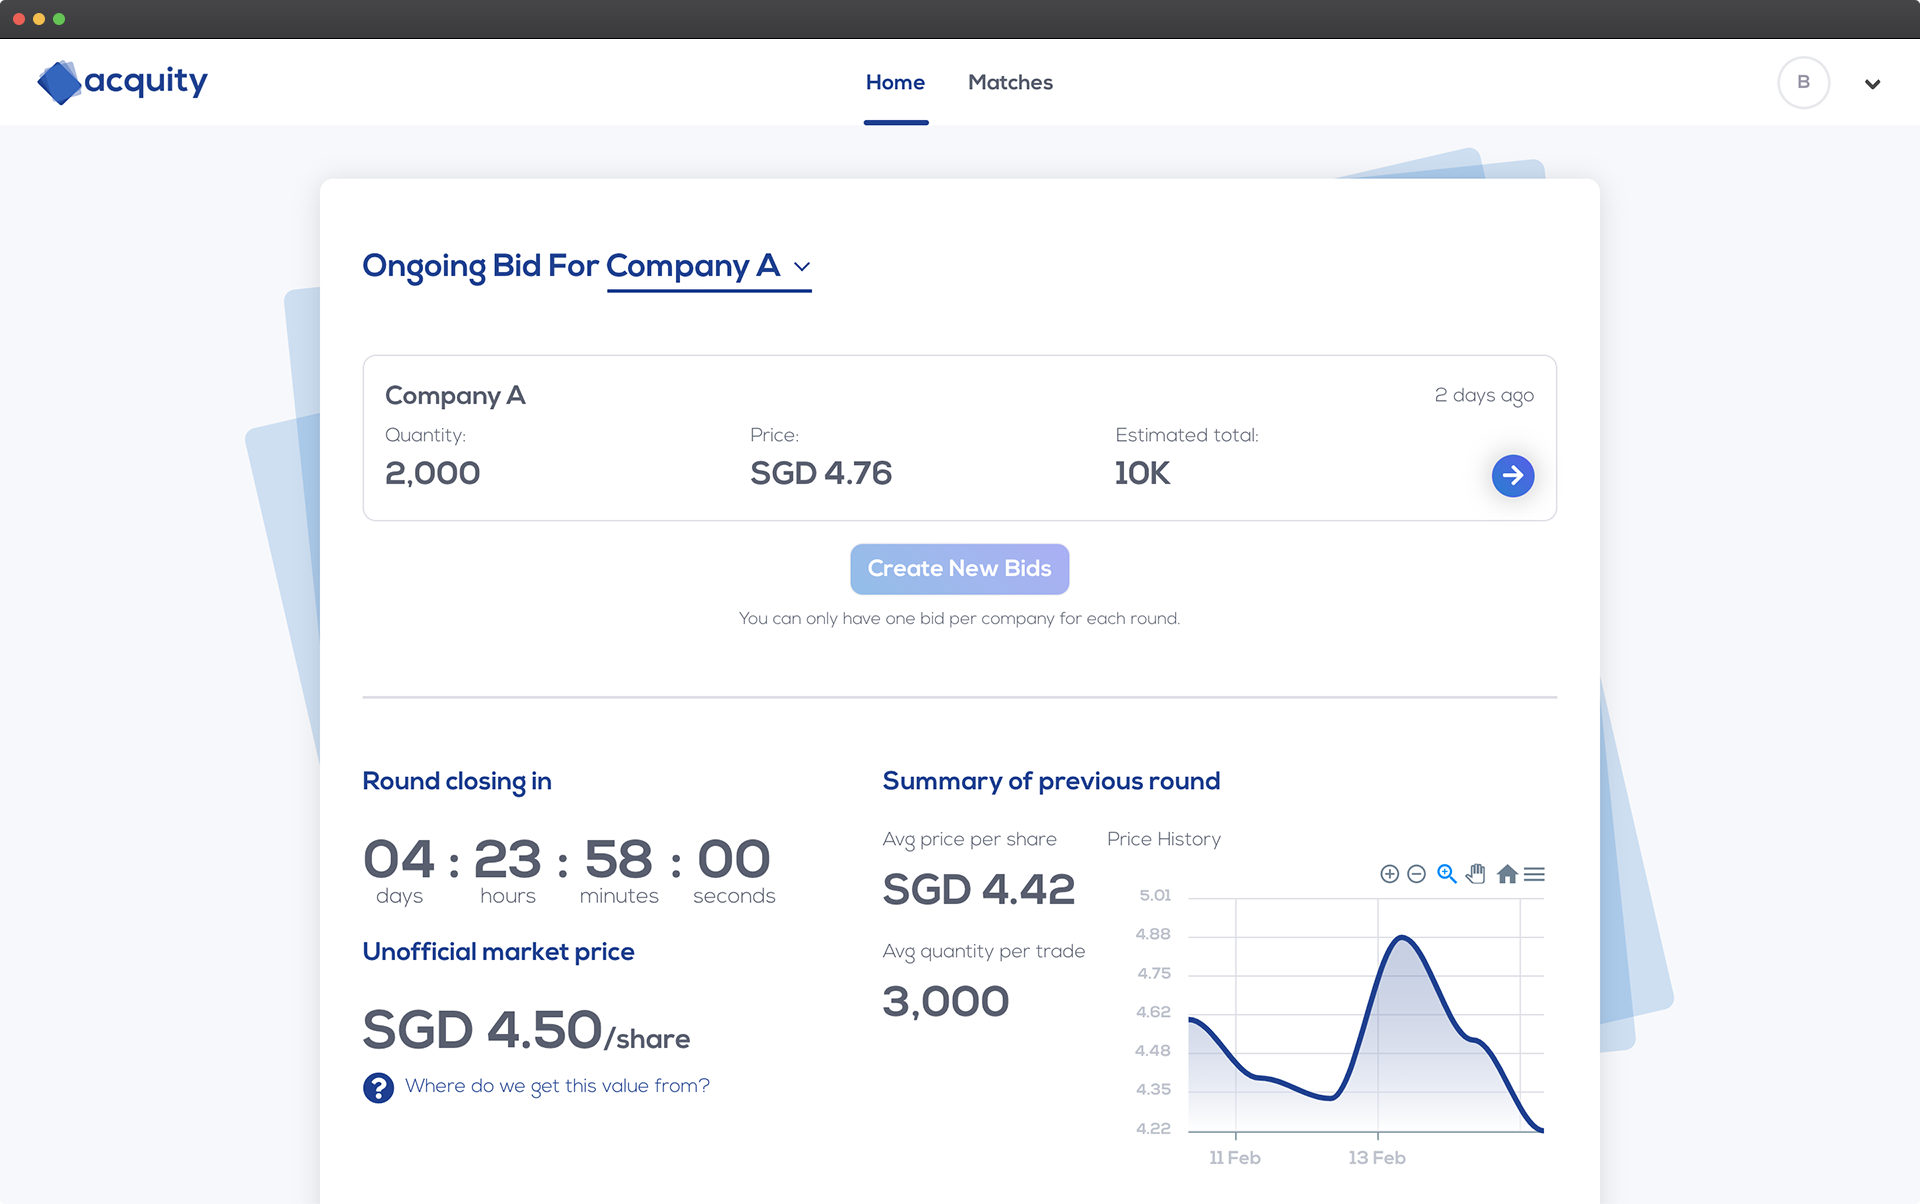 acquity
Home
Matches
B
Ongoing Bid For Company A
Company A
2 days ago
Quantity:
Price:
Estimated total:
2,000
SGD 4.76
10K
Create New Bids
You can only have one bid per company for each round.
Round closing in
04 : 23 : 58 : 00
days
hours
minutes
seconds
Unofficial market price
SGD 4.50/share
? Where do we get this value from?
Summary of previous round
Avg price per share
SGD 4.42
Avg quantity per trade
3,000
Price History
5.01
4.88
4.75
4.62
4.48
4.35
4.22
11 Feb
13 Feb